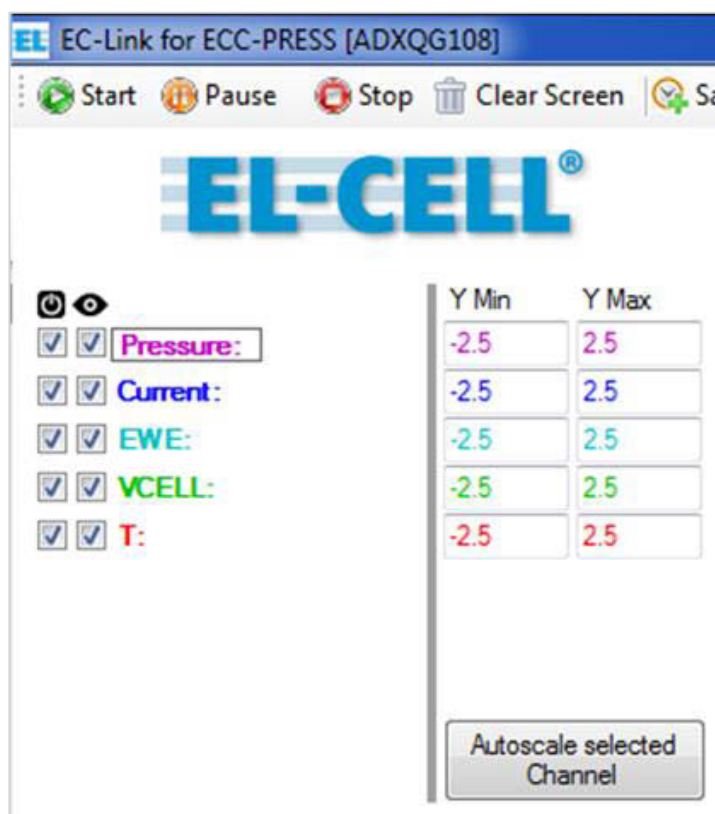 EL EC-Link for ECC-PRESS [ADXQG108]
Start Pause Stop Clear Screen
EL-CELL®
Y Min Y Max
Pressure: -2.5 2.5
Current: -2.5 2.5
EWE: -2.5 2.5
VCELL: -2.5 2.5
T: -2.5 2.5
Autoscale selected
Channel